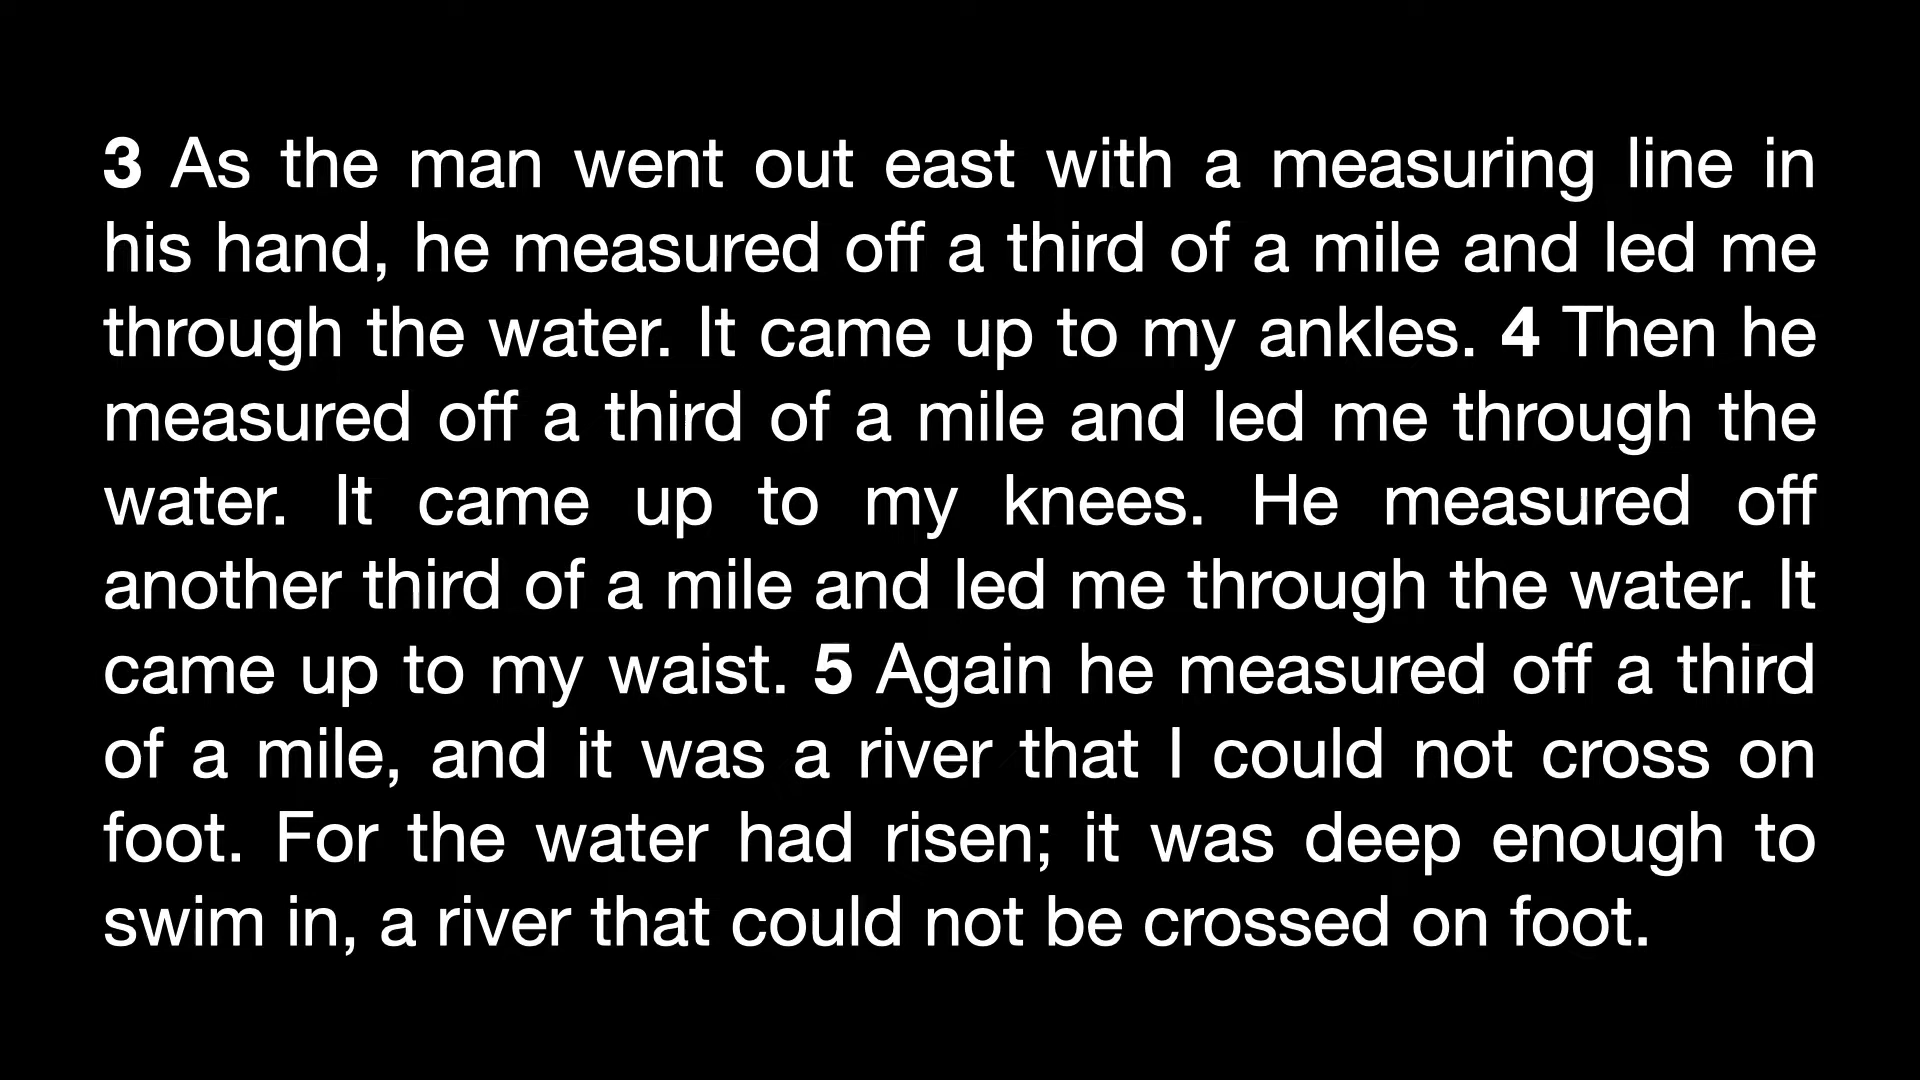 3 As the man went out east with a measuring line in
his hand, he measured off a third of a mile and led me
through the water. It came up to my ankles. 4 Then he
measured off a third of a mile and led me through the
water. It came up to my knees. He measured off
another third of a mile and led me through the water. It
came up to my waist. 5 Again he measured off a third
of a mile, and it was a river that I could not cross on
foot. For the water had risen; it was deep enough to
swim in, a river that could not be crossed on foot.